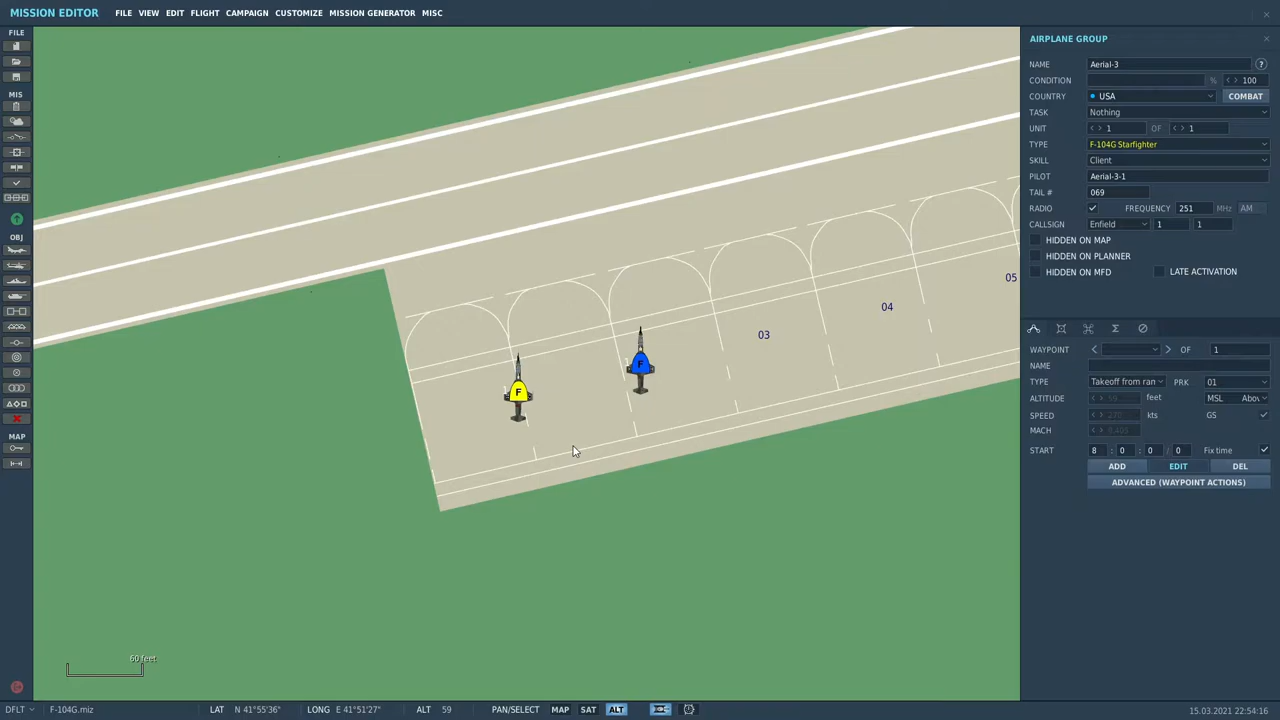 MISSION EDITOR FILE VIEW EDIT FLIGHT CAMPAIGN CUSTOMIZE MISSION GENERATOR MISC
FILE
MIS
OBJ
MAP
AIRPLANE GROUP
NAME Aerial-3 ?
CONDITION % < > 100
COUNTRY USA COMBAT
TASK Nothing
UNIT < > 1 OF < > 1
TYPE F-104G Starfighter
SKILL Client
PILOT Aerial-3-1
TAIL # 069
RADIO FREQUENCY 251 MHz AM
CALLSIGN Enfield 1 1
HIDDEN ON MAP
HIDDEN ON PLANNER
HIDDEN ON MFD LATE ACTIVATION
WAYPOINT < > OF 1
NAME
TYPE Takeoff from ran PRK 01
ALTITUDE < > 59 feet MSL Abov
SPEED < > 270 kts GS
MACH < > 0.405
START 8 : 0 : 0 / 0 Fix time
ADD EDIT DEL
ADVANCED (WAYPOINT ACTIONS)
05
04
03
F
F
60 feet
DFLT F-104G.miz LAT N 41°55'36" LONG E 41°51'27" ALT 59 PAN/SELECT MAP SAT ALT 15.03.2021 22:54:16